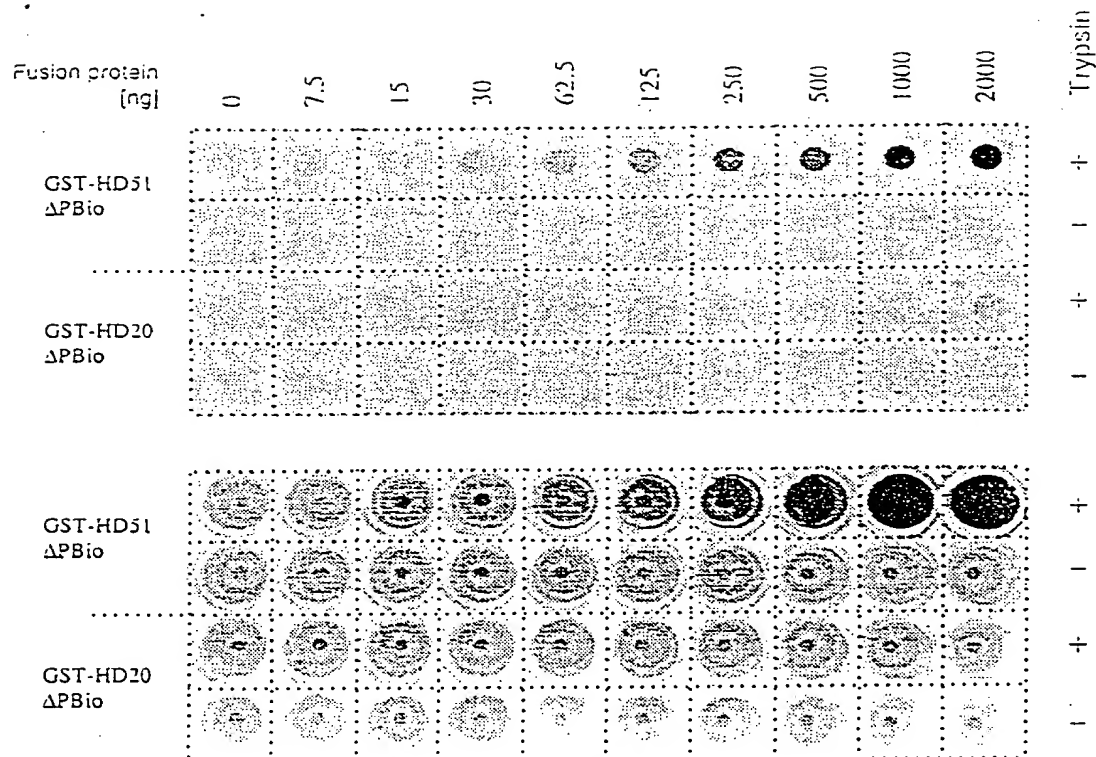 Fusion protein
[ng]
0 7.5 15 30 62.5 125 250 500 1000 2000
Trypsin
GST-HD51
ΔPBio
+
−
GST-HD20
ΔPBio
+
−
GST-HD51
ΔPBio
+
−
GST-HD20
ΔPBio
+
−